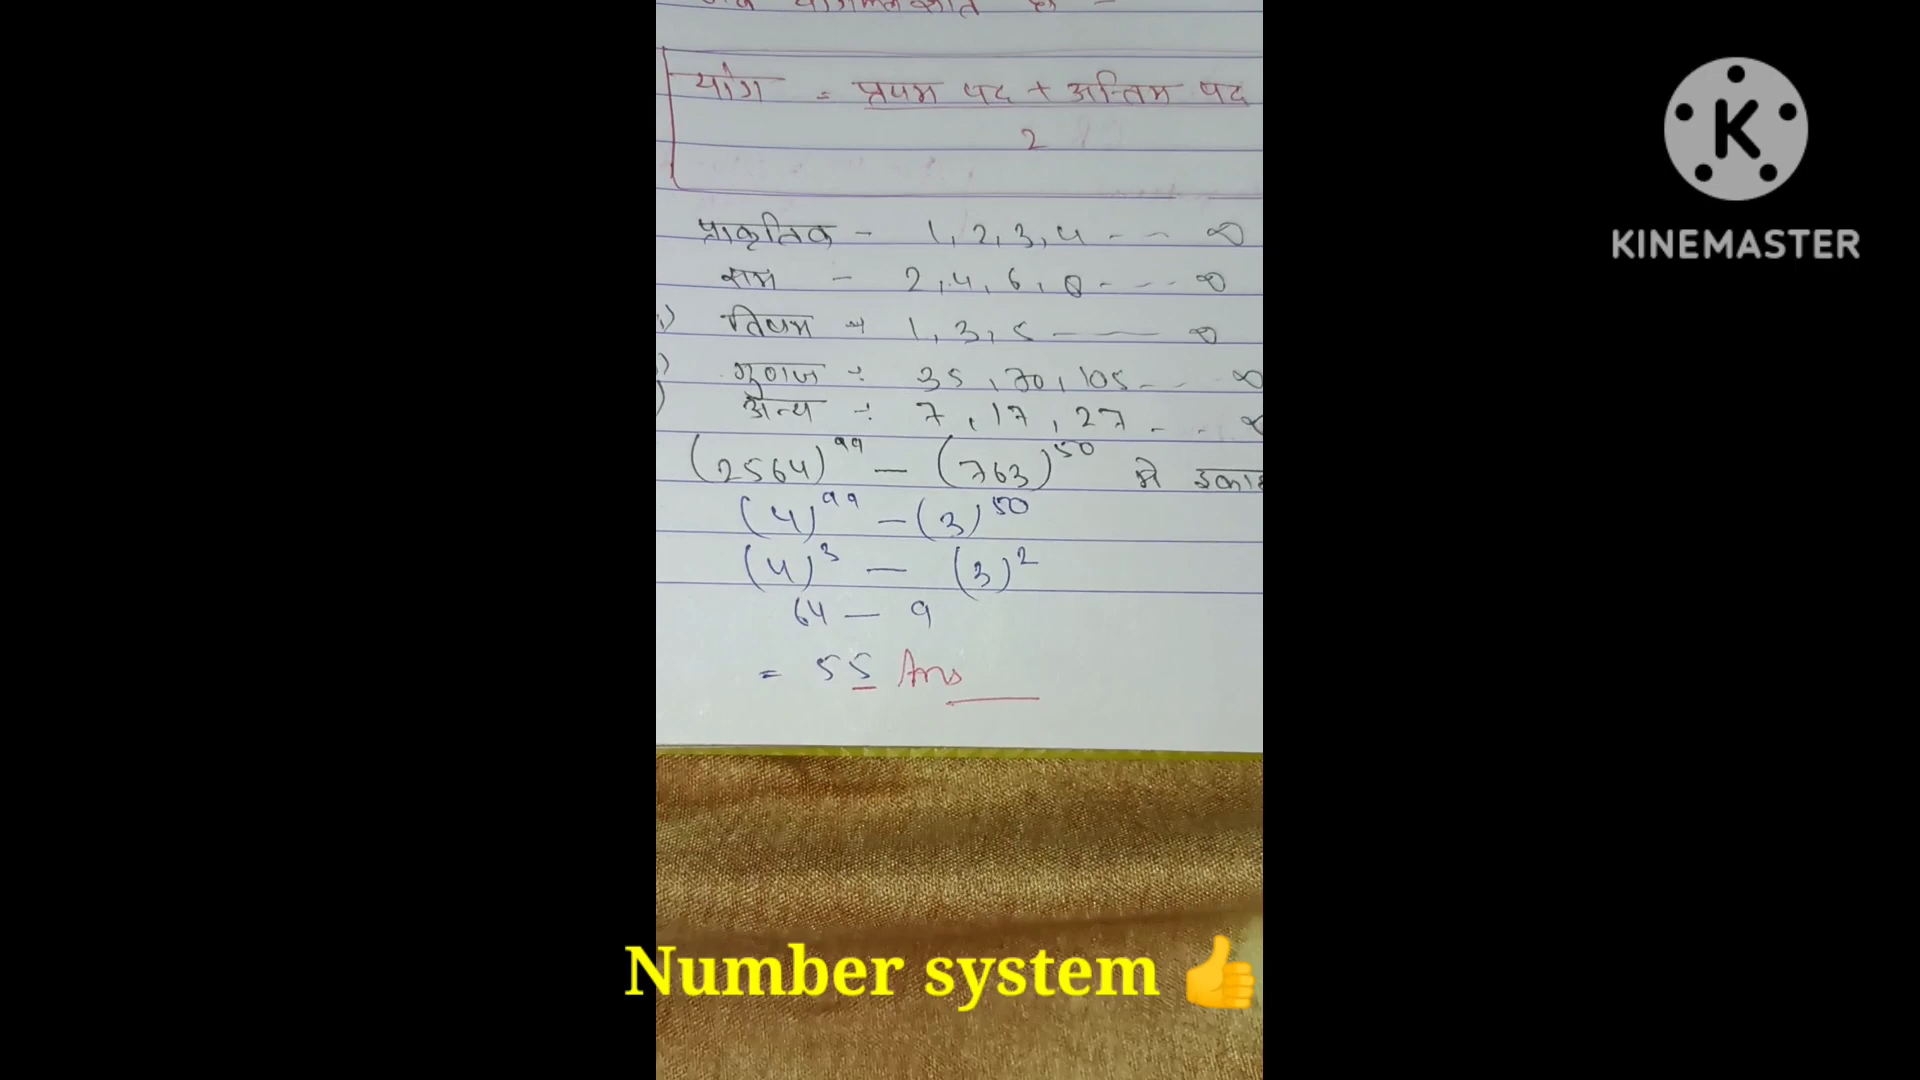 योग = प्रथम पद + अन्तिम पद
2
प्राकृतिक - 1, 2, 3, 4 - - - ∞
सम - 2, 4, 6, 8 - - - - ∞
विषम → 1, 3, 5 — — — ∞
गुणज ÷ 35, 70, 105 - - - ∞
अन्य ÷ 7, 17, 27 - - - ∞
(2564)^99 — (763)^50 में इकाई
(4)^99 — (3)^50
(4)^3 — (3)^2
64 — 9
= 55 Ans
Number system 👍
KINEMASTER